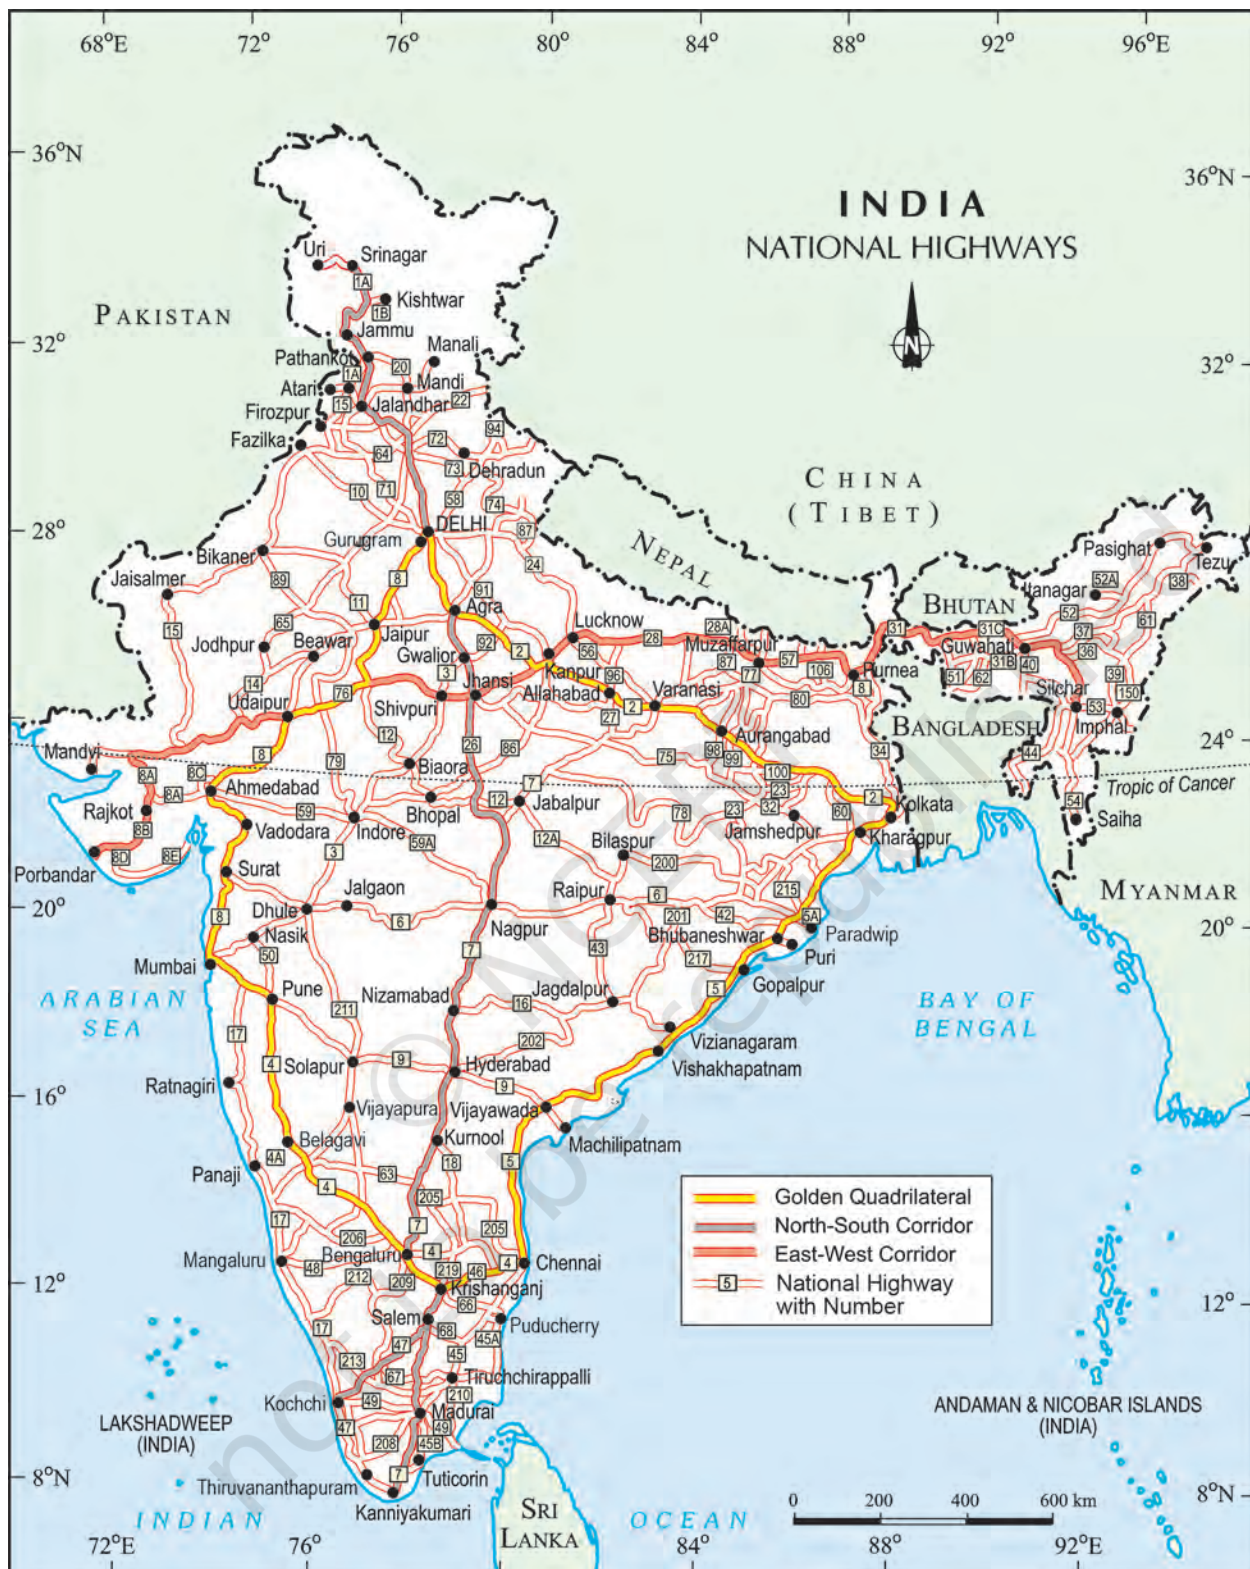 68°E 72° 76° 80° 84° 88° 92° 96°E
36°N
36°N
INDIA
NATIONAL HIGHWAYS
N
Uri
Srinagar
1A
Kishtwar
1B
PAKISTAN
Jammu
32°
32°
Manali
Pathankot
20
1A
Atari
Mandi
15
Jalandhar
22
Firozpur
Fazilka
72
94
64
73
Dehradun
10
71
58
74
CHINA
(TIBET)
DELHI
28°
28°
87
Gurugram
NEPAL
Pasighat
Tezu
Bikaner
24
8
Jaisalmer
89
91
52A
38
Itanagar
BHUTAN
11
Agra
52
61
65
15
Beawar
Jaipur
Lucknow
28A
31
31C
37
Jodhpur
92
28
Muzaffarpur
Guwahati
36
Gwalior
2
56
57
31B
40
3
Kanpur
87
106
Purnea
39
14
76
Jhansi
96
77
8
51
62
Silchar
150
Udaipur
Shivpuri
Allahabad
Varanasi
80
53
27
2
Imphal
12
26
86
98
Aurangabad
BANGLADESH
24°
Mandvi
8
99
34
44
8A
8C
79
Biaora
75
100
Tropic of Cancer
8A
Ahmedabad
7
23
Rajkot
12
Jabalpur
32
2
Kolkata
54
59
Bhopal
78
23
60
Saiha
8B
Vadodara
Indore
12A
Jamshedpur
Kharagpur
8D
8E
3
59A
Bilaspur
200
Porbandar
Surat
Jalgaon
Raipur
215
MYANMAR
Dhule
6
6
20°
20°
8
Nagpur
201
42
5A
Nasik
Bhubaneshwar
Paradwip
50
7
43
217
Puri
Mumbai
Pune
Nizamabad
Jagdalpur
5
Gopalpur
ARABIAN
SEA
211
16
BAY OF
BENGAL
17
202
Vizianagaram
4
Solapur
9
Hyderabad
Vishakhapatnam
Ratnagiri
9
16°
16°
Vijayapura
Vijayawada
Belagavi
Kurnool
Machilipatnam
4A
63
18
5
Panaji
4
205
17
7
205
206
Bengaluru
4
Mangaluru
48
212
209
219
46
4
Chennai
12°
12°
Krishanganj
66
17
Salem
68
Puducherry
47
45A
213
45
67
Tiruchchirappalli
Kochchi
49
210
Madurai
47
49
208
45B
Thiruvananthapuram
7
Tuticorin
Kanniyakumari
8°N
8°N
LAKSHADWEEP
(INDIA)
ANDAMAN & NICOBAR ISLANDS
(INDIA)
Golden Quadrilateral
North-South Corridor
East-West Corridor
5 National Highway
with Number
0 200 400 600 km
INDIAN
OCEAN
SRI
LANKA
72°E 76° 84° 88° 92°E
© NCERT
not to be republished